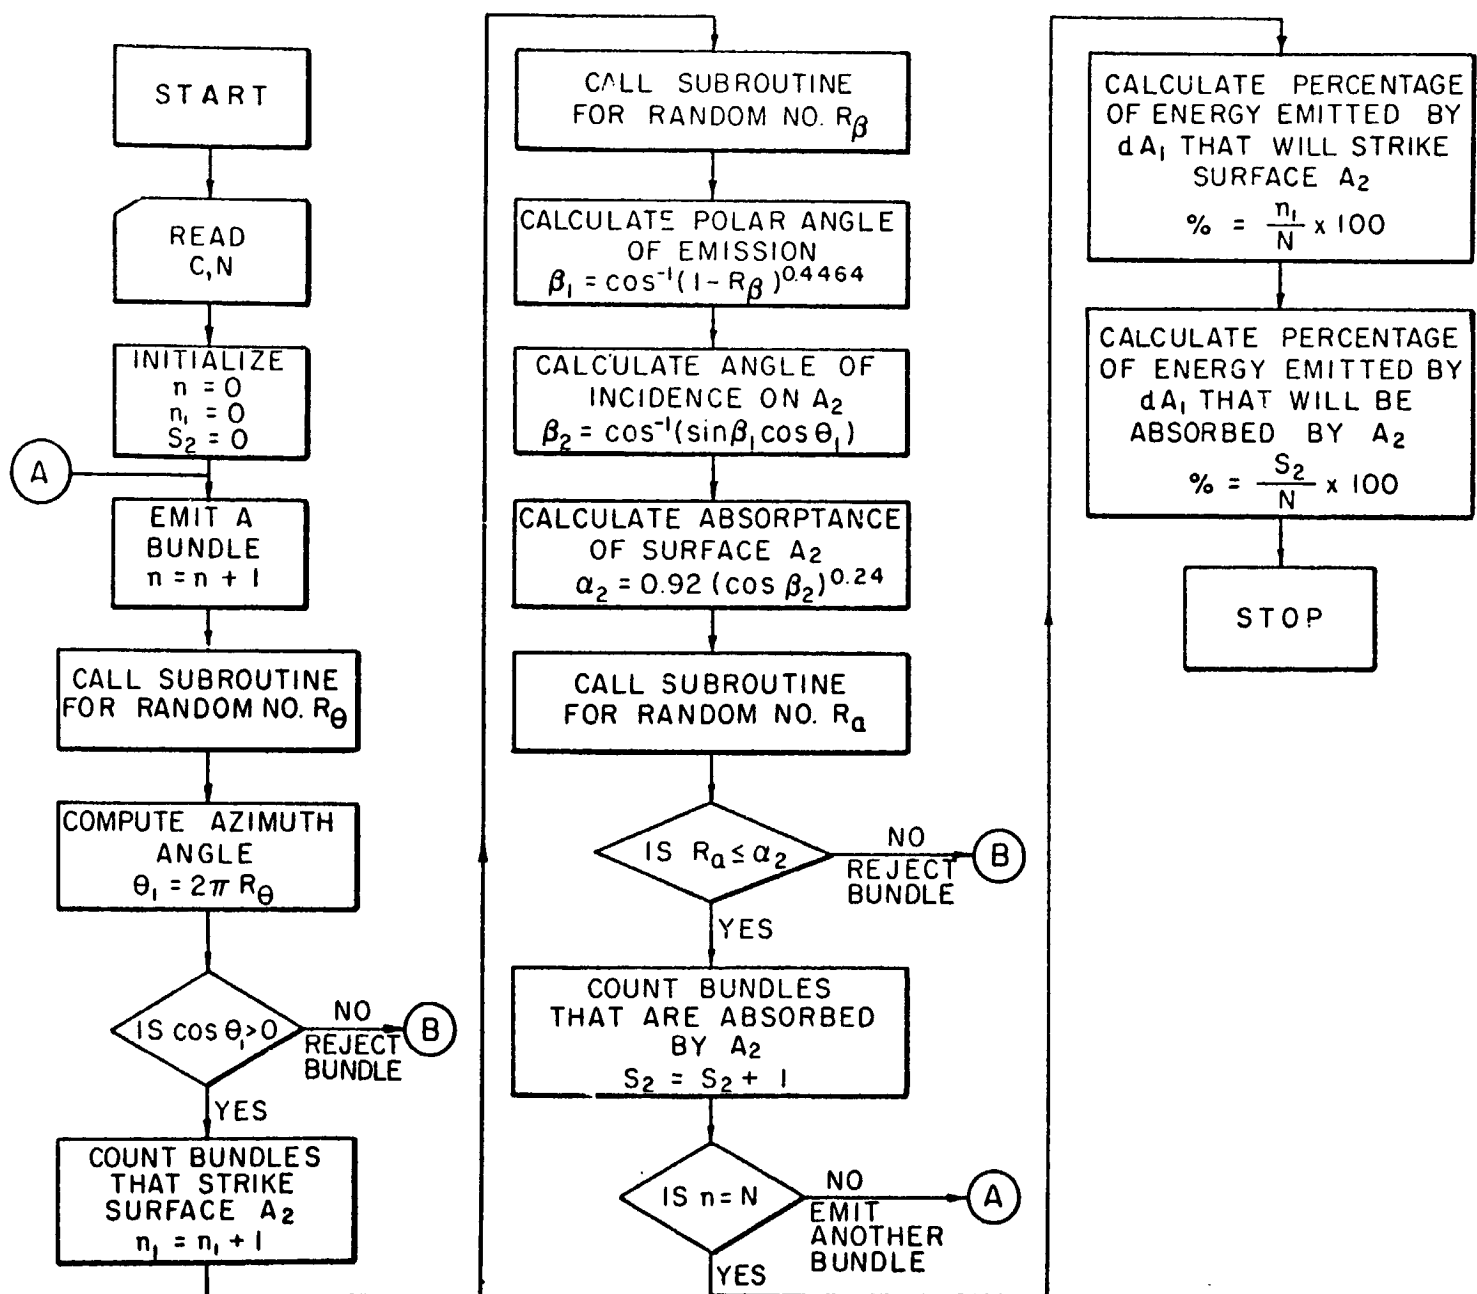 START
READ
C,N
INITIALIZE
n = 0
n₁ = 0
S₂ = 0
A
EMIT A
BUNDLE
n = n + 1
CALL SUBROUTINE
FOR RANDOM NO. R_θ
COMPUTE AZIMUTH
ANGLE
θ₁ = 2π R_θ
IS cos θ₁ > 0
NO
REJECT
BUNDLE
B
YES
COUNT BUNDLES
THAT STRIKE
SURFACE A₂
n₁ = n₁ + 1
CALL SUBROUTINE
FOR RANDOM NO. R_β
CALCULATE POLAR ANGLE
OF EMISSION
β₁ = cos⁻¹(1 - R_β)^0.4464
CALCULATE ANGLE OF
INCIDENCE ON A₂
β₂ = cos⁻¹(sinβ₁ cos θ₁)
CALCULATE ABSORPTANCE
OF SURFACE A₂
α₂ = 0.92 (cos β₂)^0.24
CALL SUBROUTINE
FOR RANDOM NO. R_a
IS R_a ≤ α₂
NO
REJECT
BUNDLE
B
YES
COUNT BUNDLES
THAT ARE ABSORBED
BY A₂
S₂ = S₂ + 1
IS n = N
NO
EMIT
ANOTHER
BUNDLE
A
YES
CALCULATE PERCENTAGE
OF ENERGY EMITTED BY
dA₁ THAT WILL STRIKE
SURFACE A₂
% = n₁/N x 100
CALCULATE PERCENTAGE
OF ENERGY EMITTED BY
dA₁ THAT WILL BE
ABSORBED BY A₂
% = S₂/N x 100
STOP